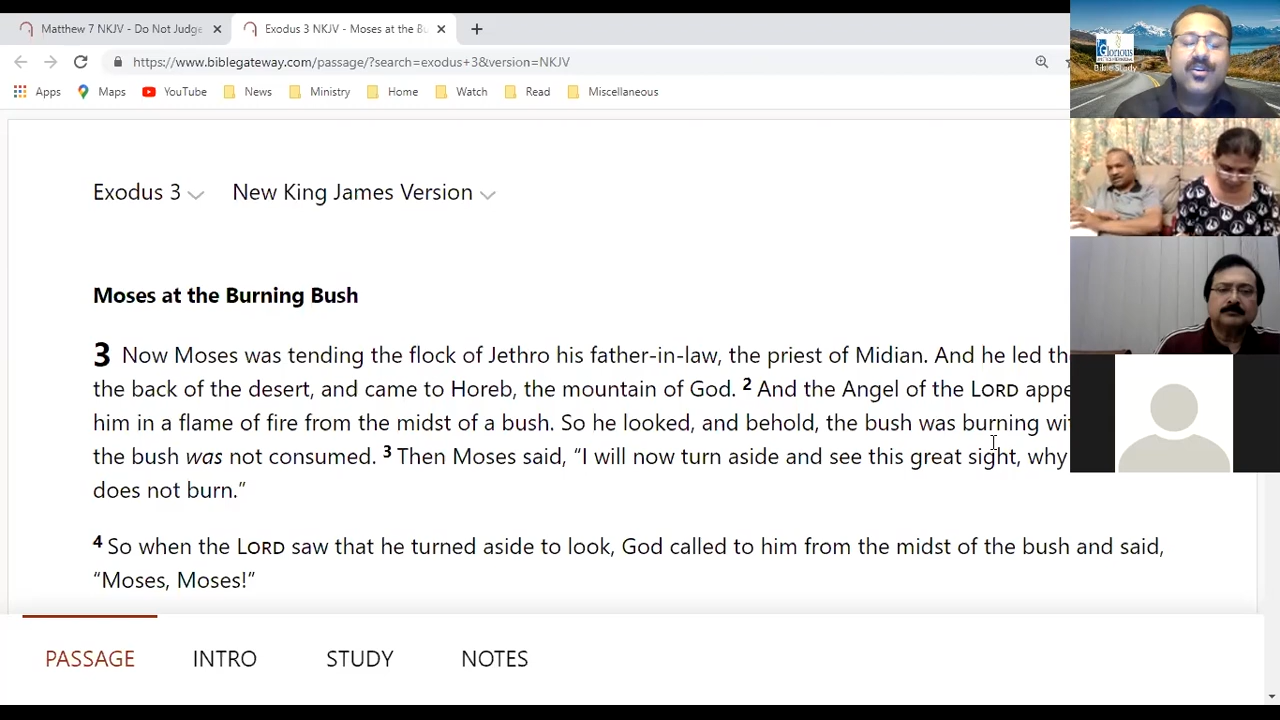 Matthew 7 NKJV - Do Not Judge
Exodus 3 NKJV - Moses at the Bu
https://www.biblegateway.com/passage/?sea us+3&version=NKJV
Apps Maps YouTube News Ministry Home Watch Read Miscellaneous
Glorious
Bible Study
Exodus 3 New King James Version
Moses at the Burning Bush
3 Now Moses was tending the flock of Jethro his father-in-law, the priest of Midian. And he led
the back of the desert, and came to Horeb, the mountain of God. 2 And the Angel of the LORD
him in a flame of fire from the midst of a bush. So he looked, and behold, the bush was burning
the bush was not consumed. 3 Then Moses said, “I will now turn aside and see this great sight, why
does not burn.”
4 So when the LORD saw that he turned aside to look, God called to him from the midst of the bush and said,
“Moses, Moses!”
PASSAGE INTRO STUDY NOTES